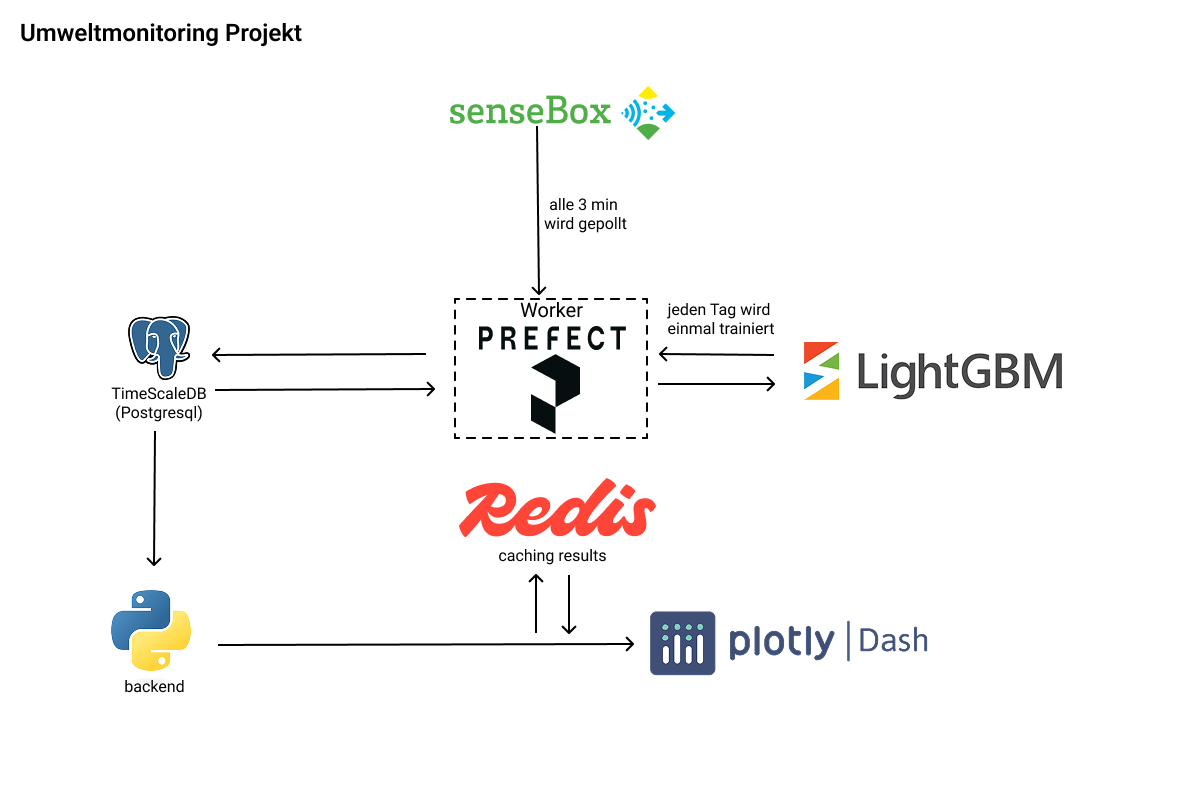 Umweltmonitoring Projekt
senseBox
alle 3 min
wird gepollt
Worker
PREFECT
jeden Tag wird
einmal trainiert
LightGBM
TimeScaleDB
(Postgresql)
Redis
caching results
backend
plotly | Dash